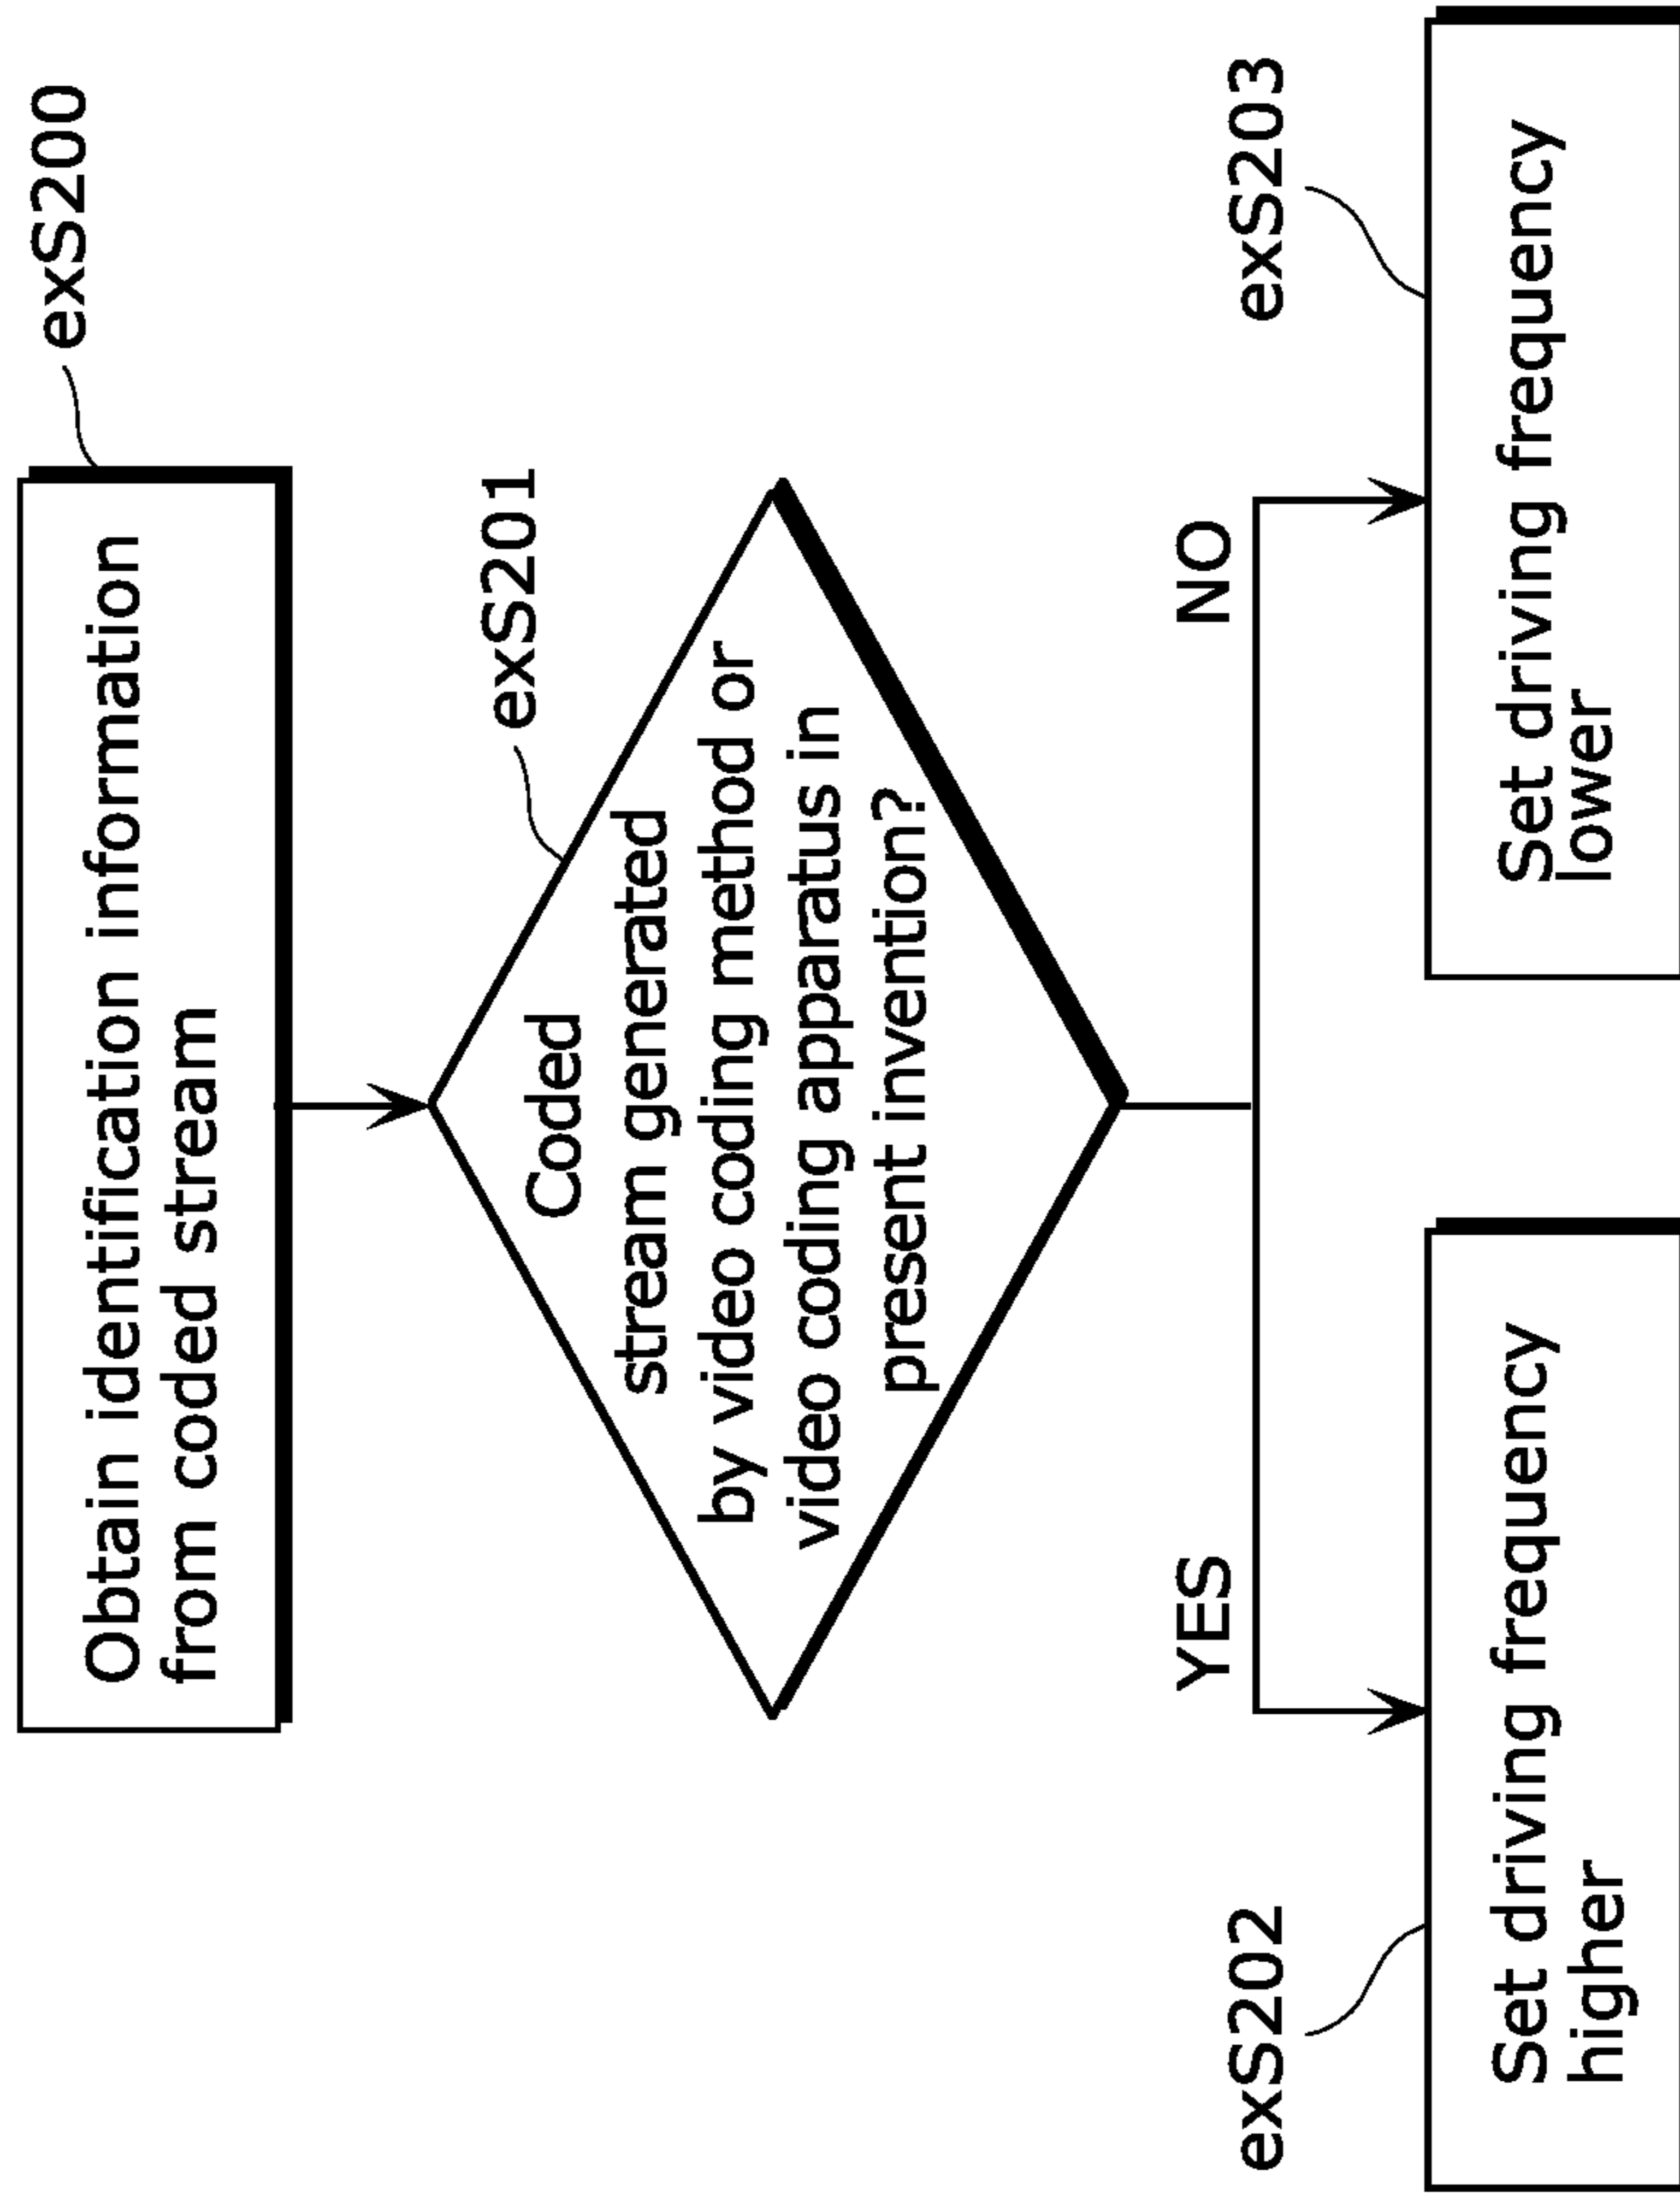 exS200
Obtain identification information
from coded stream
exS201
Coded
stream generated
by video coding method or
video coding apparatus in
present invention?
YES
NO
exS202
exS203
Set driving frequency
higher
Set driving frequency
lower